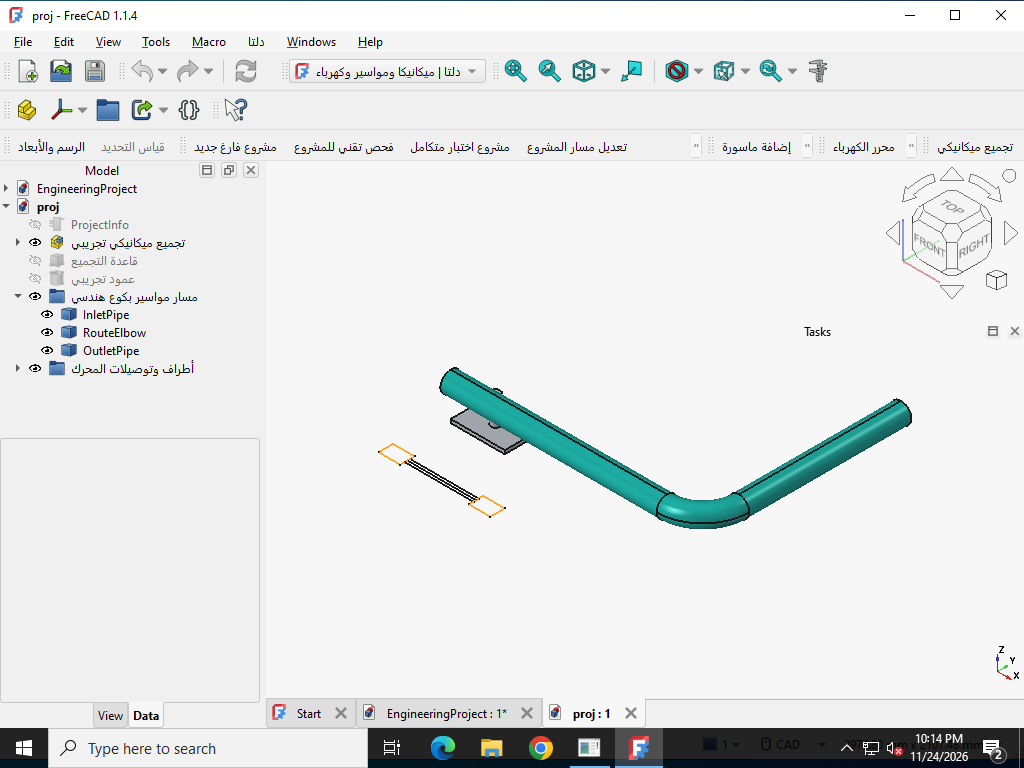 proj - FreeCAD 1.1.4
File Edit View Tools Macro دلتا Windows Help
دلتا | ميكانيكا ومواسير وكهرباء
الرسم والأبعاد قياس التحديد مشروع فارغ جديد فحص تقني للمشروع مشروع اختبار متكامل تعديل مسار المشروع » إضافة ماسورة » محرر الكهرباء » تجميع ميكانيكي
Model
EngineeringProject
proj
ProjectInfo
تجميع ميكانيكي تجريبي
قاعدة التجميع
عمود تجريبي
مسار مواسير بكوع هندسي
InletPipe
RouteElbow
OutletPipe
أطراف وتوصيلات المحرك
TOP
FRONT
RIGHT
Tasks
Z
Y
X
View Data
Start EngineeringProject : 1* proj : 1
Type here to search
1 CAD
10:14 PM
11/24/2026
2